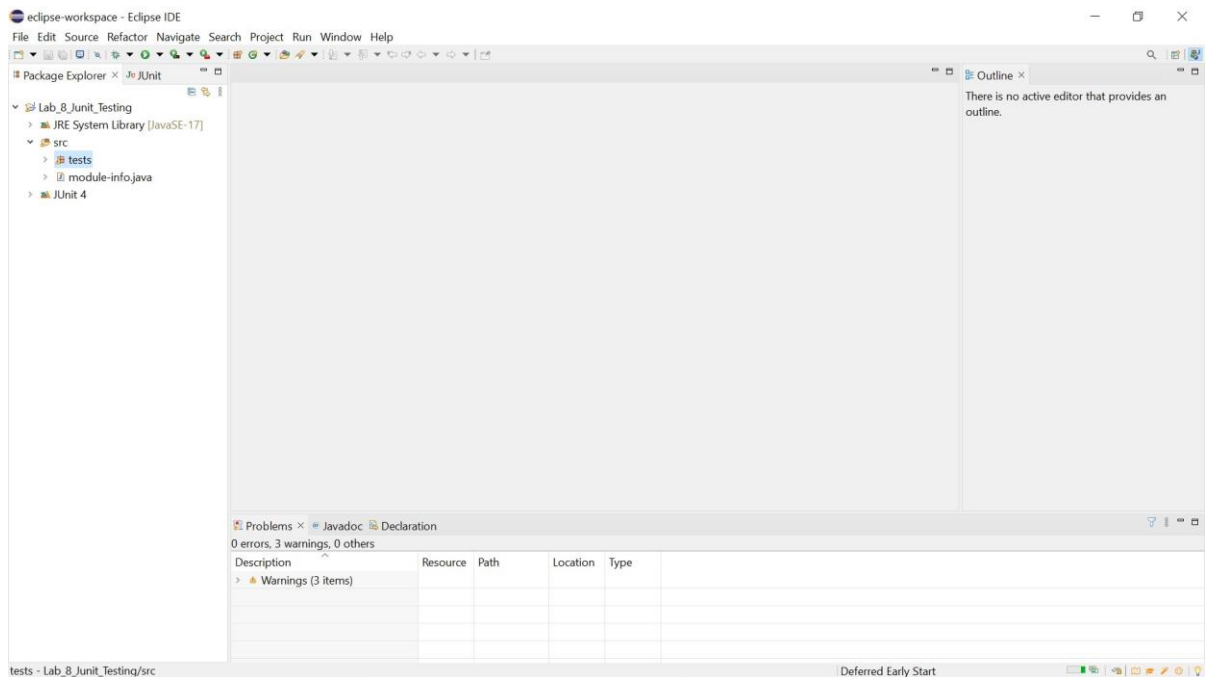 eclipse-workspace - Eclipse IDE
File Edit Source Refactor Navigate Search Project Run Window Help
Package Explorer JUnit
Lab_8_Junit_Testing
JRE System Library [JavaSE-17]
src
tests
module-info.java
JUnit 4
Outline
There is no active editor that provides an
outline.
Problems Javadoc Declaration
0 errors, 3 warnings, 0 others
Description Resource Path Location Type
Warnings (3 items)
tests - Lab_8_Junit_Testing/src Deferred Early Start